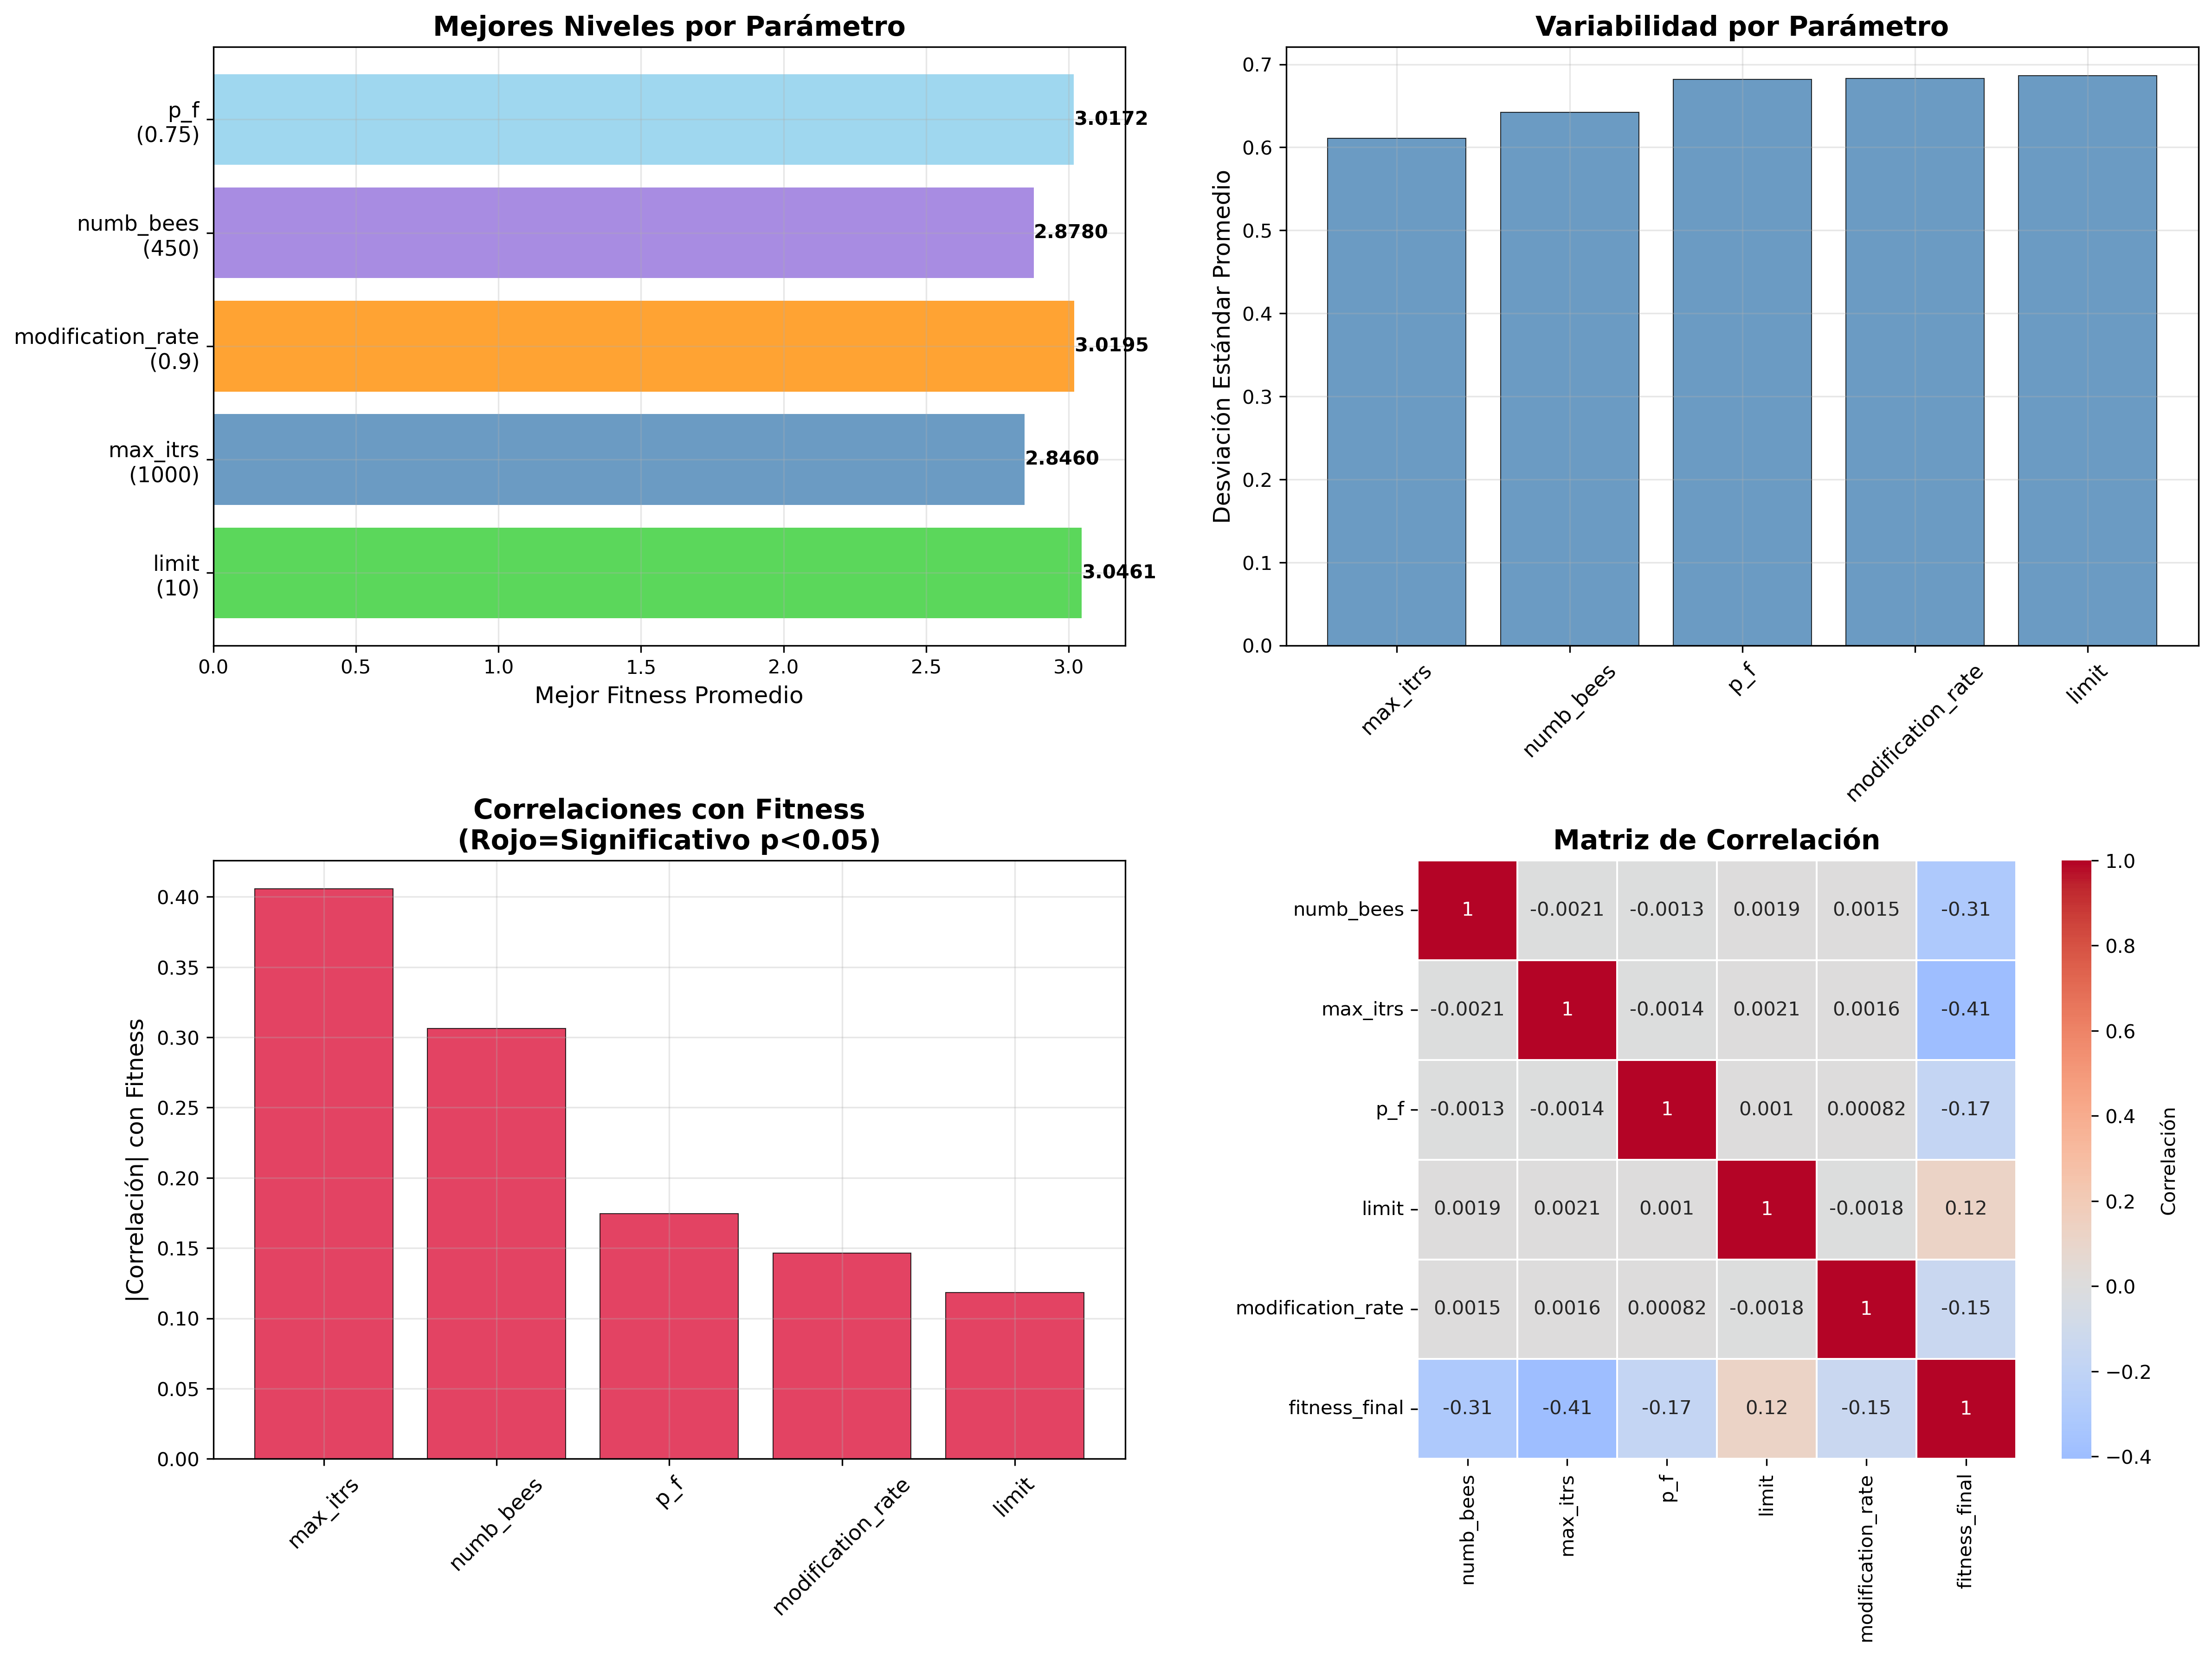 Mejores Niveles por Parámetro
p_f
(0.75)
3.0172
numb_bees
(450)
2.8780
modification_rate
(0.9)
3.0195
max_itrs
(1000)
2.8460
limit
(10)
3.0461
0.0 0.5 1.0 1.5 2.0 2.5 3.0
Mejor Fitness Promedio
Variabilidad por Parámetro
Desviación Estándar Promedio
0.7
0.6
0.5
0.4
0.3
0.2
0.1
0.0
max_itrs
numb_bees
p_f
modification_rate
limit
Correlaciones con Fitness
(Rojo=Significativo p<0.05)
|Correlación| con Fitness
0.40
0.35
0.30
0.25
0.20
0.15
0.10
0.05
0.00
max_itrs
numb_bees
p_f
modification_rate
limit
Matriz de Correlación
numb_bees 1 -0.0021 -0.0013 0.0019 0.0015 -0.31
max_itrs -0.0021 1 -0.0014 0.0021 0.0016 -0.41
p_f -0.0013 -0.0014 1 0.001 0.00082 -0.17
limit 0.0019 0.0021 0.001 1 -0.0018 0.12
modification_rate 0.0015 0.0016 0.00082 -0.0018 1 -0.15
fitness_final -0.31 -0.41 -0.17 0.12 -0.15 1
numb_bees
max_itrs
p_f
limit
modification_rate
fitness_final
1.0
0.8
0.6
0.4
0.2
0.0
−0.2
−0.4
Correlación